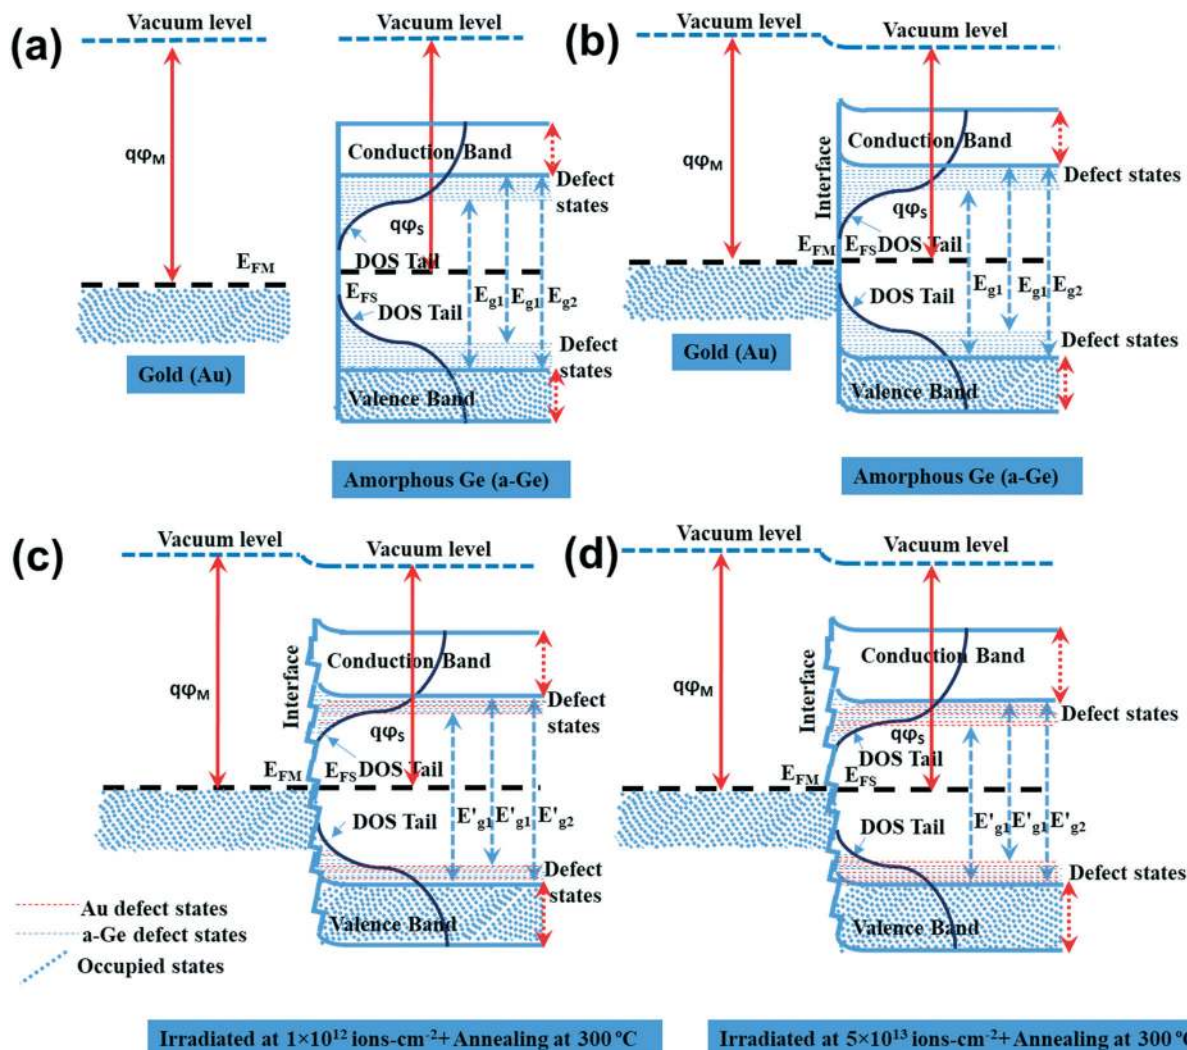 (a)
Vacuum level
Vacuum level
qφM
Conduction Band
Defect
states
qφS
DOS Tail
EFM
EFS
DOS Tail
Eg1
Eg1
Eg2
Defect
states
Gold (Au)
Valence Band
Amorphous Ge (a-Ge)
(b)
Vacuum level
Vacuum level
qφM
Interface
Conduction Band
Defect states
qφS
EFM
EFS
DOS Tail
DOS Tail
Eg1
Eg1
Eg2
Defect states
Gold (Au)
Valence Band
Amorphous Ge (a-Ge)
(c)
Vacuum level
Vacuum level
qφM
Interface
Conduction Band
Defect
states
qφS
EFM
EFS
DOS Tail
DOS Tail
E'g1
E'g1
E'g2
Defect
states
Valence Band
Au defect states
a-Ge defect states
Occupied states
Irradiated at 1×10¹² ions-cm⁻²+ Annealing at 300 ºC
(d)
Vacuum level
Vacuum level
qφM
Interface
Conduction Band
Defect states
qφS
DOS Tail
EFM
EFS
DOS Tail
E'g1
E'g1
E'g2
Defect states
Valence Band
Irradiated at 5×10¹³ ions-cm⁻²+ Annealing at 300 º